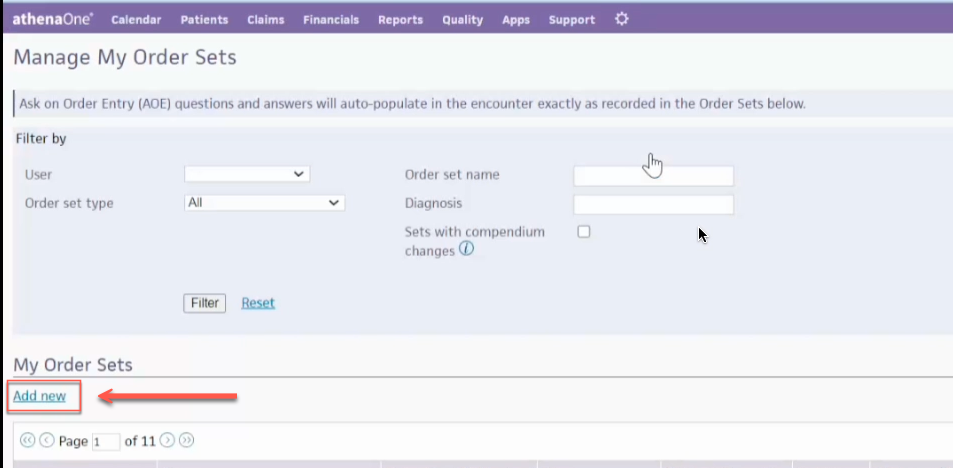 athenaOne Calendar Patients Claims Financials Reports Quality Apps Support
Manage My Order Sets
Ask on Order Entry (AOE) questions and answers will auto-populate in the encounter exactly as recorded in the Order Sets below.
Filter by
User Order set name
Order set type All Diagnosis
Sets with compendium
changes i
Filter Reset
My Order Sets
Add new
Page 1 of 11